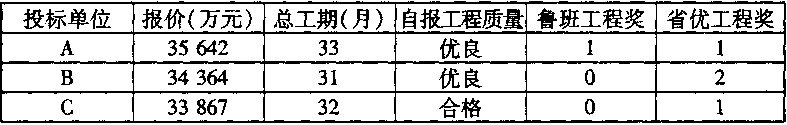 投标单位 报价(万元) 总工期(月) 自报工程质量 鲁班工程奖 省优工程奖
A 35 642 33 优良 1 1
B 34 364 31 优良 0 2
C 33 867 32 合格 0 1